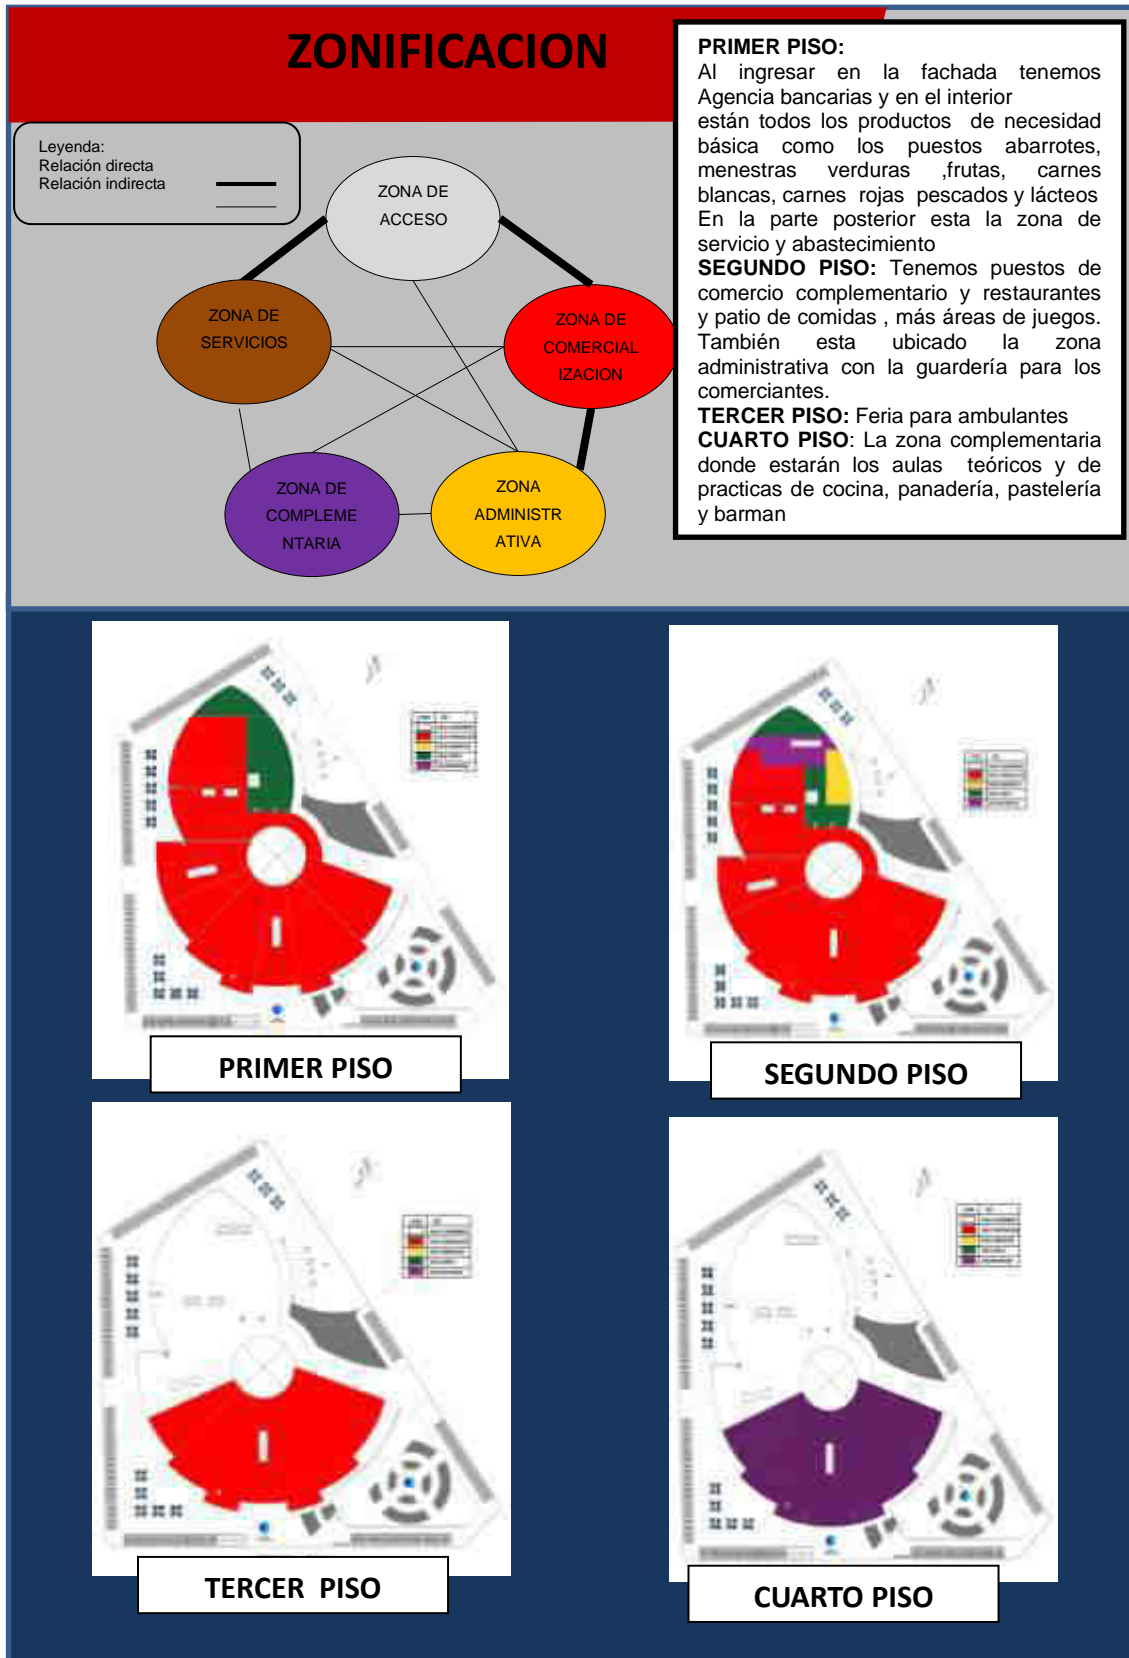 ZONIFICACION
Leyenda:
Relación directa
Relación indirecta
ZONA DE
ACCESO
ZONA DE
SERVICIOS
ZONA DE
COMERCIAL
IZACION
ZONA DE
COMPLEME
NTARIA
ZONA
ADMINISTR
ATIVA
PRIMER PISO:
Al ingresar en la fachada tenemos
Agencia bancarias y en el interior
están todos los productos de necesidad
básica como los puestos abarrotes,
menestras verduras ,frutas, carnes
blancas, carnes rojas pescados y lácteos
En la parte posterior esta la zona de
servicio y abastecimiento
SEGUNDO PISO: Tenemos puestos de
comercio complementario y restaurantes
y patio de comidas , más áreas de juegos.
También esta ubicado la zona
administrativa con la guardería para los
comerciantes.
TERCER PISO: Feria para ambulantes
CUARTO PISO: La zona complementaria
donde estarán los aulas teóricos y de
practicas de cocina, panadería, pastelería
y barman
PRIMER PISO
SEGUNDO PISO
TERCER PISO
CUARTO PISO